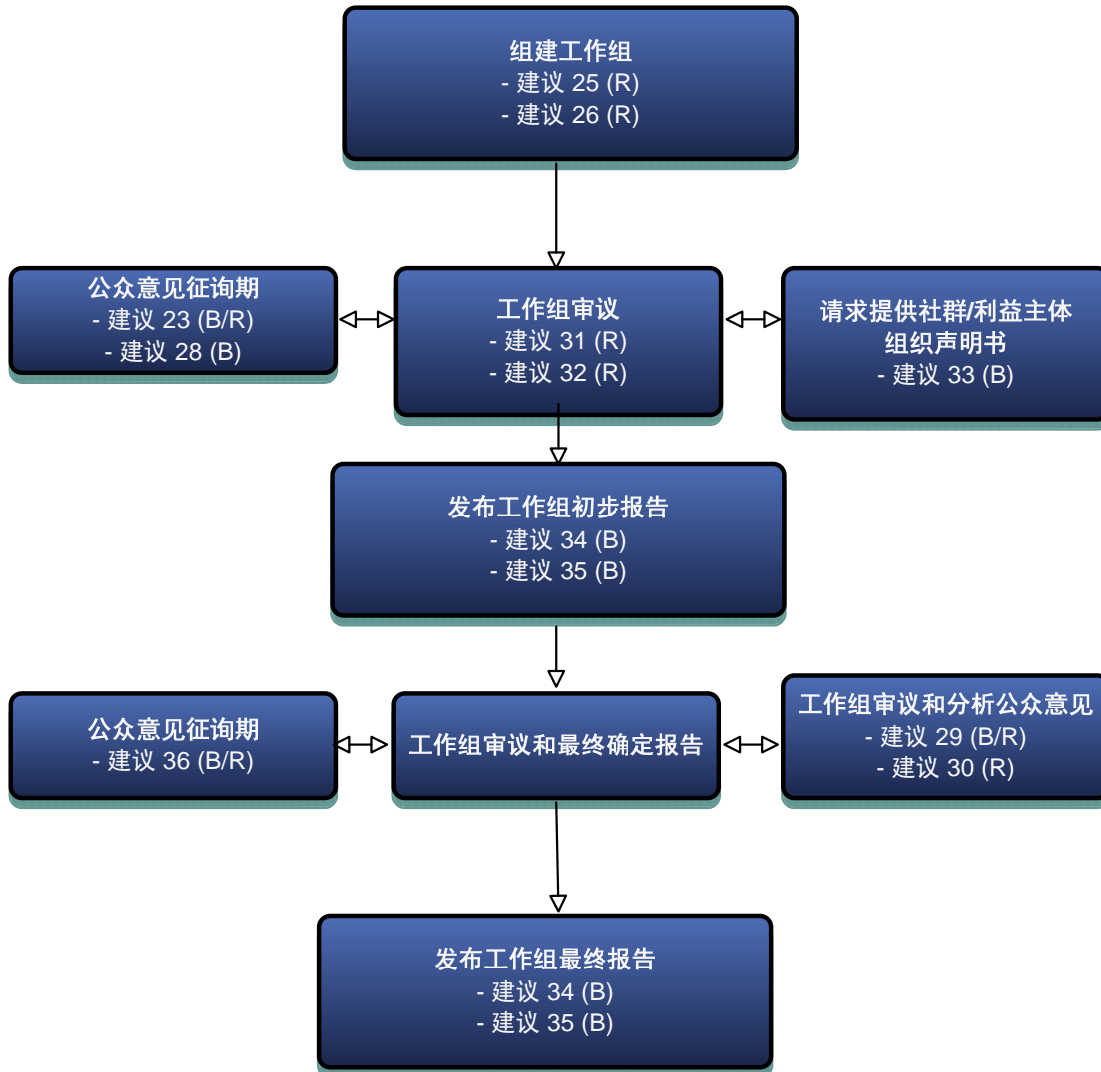 组建工作组
- 建议 25 (R)
- 建议 26 (R)
公众意见征询期
- 建议 23 (B/R)
- 建议 28 (B)
工作组审议
- 建议 31 (R)
- 建议 32 (R)
请求提供社群/利益主体
组织声明书
- 建议 33 (B)
发布工作组初步报告
- 建议 34 (B)
- 建议 35 (B)
公众意见征询期
- 建议 36 (B/R)
工作组审议和最终确定报告
工作组审议和分析公众意见
- 建议 29 (B/R)
- 建议 30 (R)
发布工作组最终报告
- 建议 34 (B)
- 建议 35 (B)